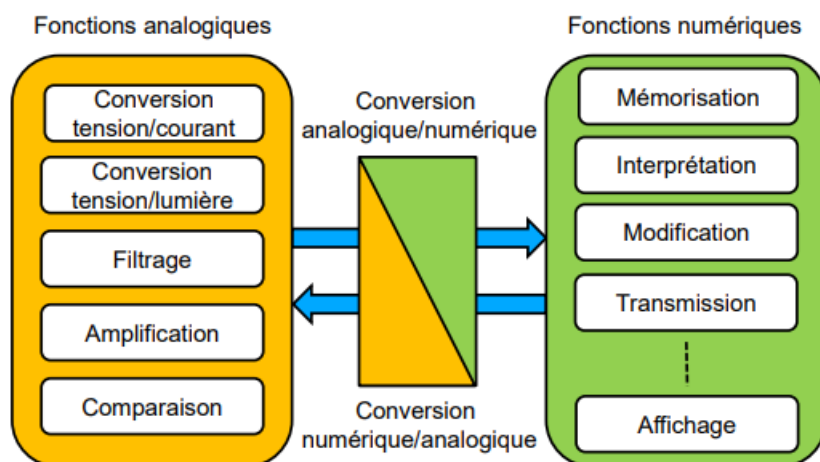 Fonctions analogiques
Conversion
tension/courant
Conversion
tension/lumière
Filtrage
Amplification
Comparaison
Conversion
analogique/numérique
Conversion
numérique/analogique
Fonctions numériques
Mémorisation
Interprétation
Modification
Transmission
Affichage